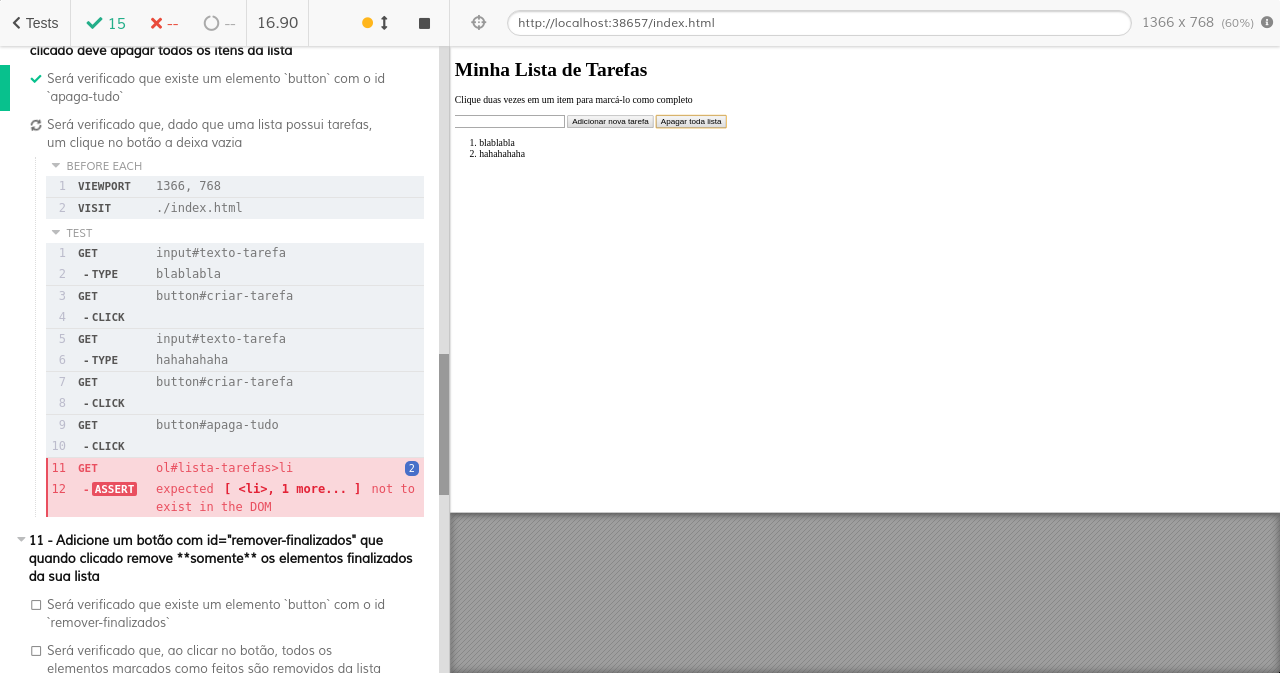 Tests
15
--
--
16.90
http://localhost:38657/index.html
1366 x 768 (60%)
clicado deve apagar todos os itens da lista
Será verificado que existe um elemento `button` com o id
`apaga-tudo`
Será verificado que, dado que uma lista possui tarefas,
um clique no botão a deixa vazia
BEFORE EACH
1 VIEWPORT 1366, 768
2 VISIT ./index.html
TEST
1 GET input#texto-tarefa
2 -TYPE blablabla
3 GET button#criar-tarefa
4 -CLICK
5 GET input#texto-tarefa
6 -TYPE hahahahaha
7 GET button#criar-tarefa
8 -CLICK
9 GET button#apaga-tudo
10 -CLICK
11 GET ol#lista-tarefas>li 2
12 -ASSERT expected [ <li>, 1 more... ] not to
exist in the DOM
11 - Adicione um botão com id="remover-finalizados" que
quando clicado remove **somente** os elementos finalizados
da sua lista
Será verificado que existe um elemento `button` com o id
`remover-finalizados`
Será verificado que, ao clicar no botão, todos os
elementos marcados como feitos são removidos da lista
Minha Lista de Tarefas
Clique duas vezes em um item para marcá-lo como completo
Adicionar nova tarefa Apagar toda lista
1. blablabla
2. hahahahaha